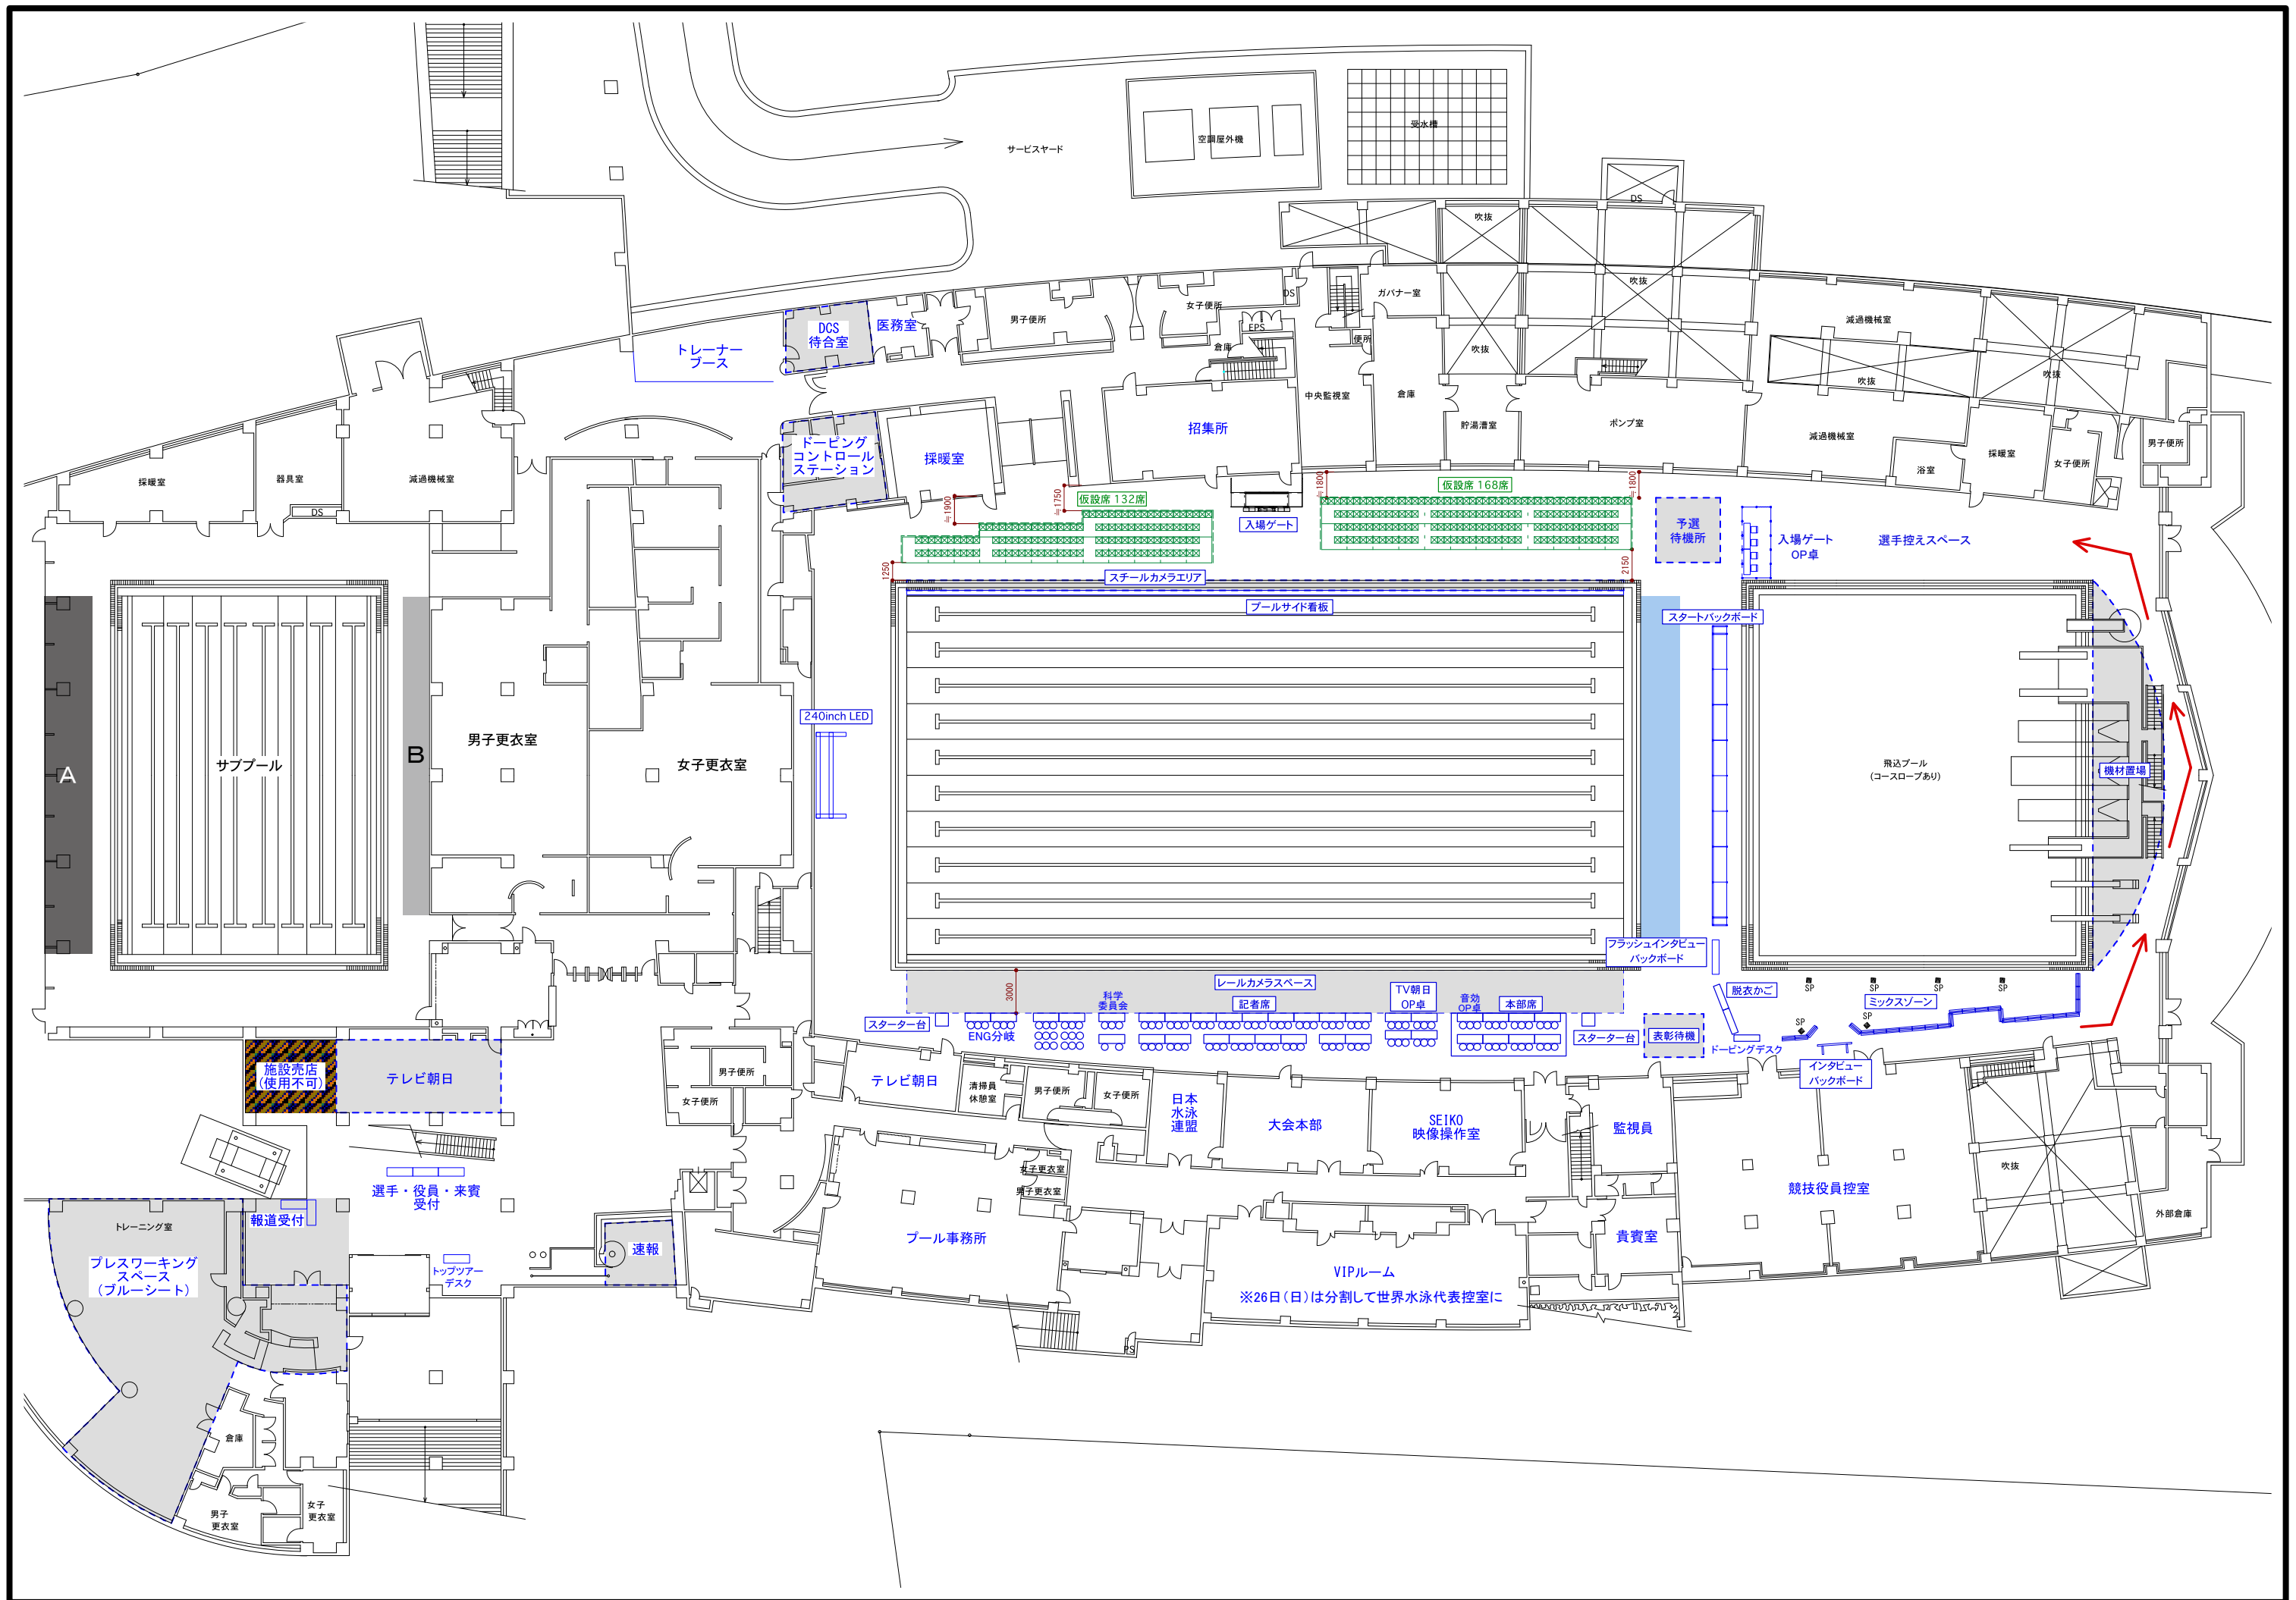 サービスヤード
空調屋外機
受水槽
DS
吹抜
吹抜
吹抜
DCS
待合室
医務室
男子便所
女子便所
DS
EPS
倉庫
便所
ガバナー室
減過機械室
吹抜
吹抜
トレーナー
ブース
中央監視室
倉庫
貯湯漕室
ポンプ室
減過機械室
浴室
採暖室
女子便所
男子便所
採暖室
器具室
DS
減過機械室
ドーピング
コントロール
ステーション
採暖室
招集所
仮設席 132席
仮設席 168席
1900
1750
1800
1800
1250
2150
入場ゲート
予選
待機所
入場ゲート
OP卓
選手控えスペース
スチールカメラエリア
プールサイド看板
スタートバックボード
240inch LED
A
サブプール
B
男子更衣室
女子更衣室
飛込プール
(コースロープあり)
機材置場
フラッシュインタビュー
バックボード
レールカメラスペース
3000
科学
委員会
記者席
TV朝日
OP卓
音効
OP卓
本部席
スターター台
ENG分岐
スターター台
表彰待機
脱衣かご
ドーピングデスク
ミックスゾーン
SP
SP
SP
SP
SP
SP
インタビュー
バックボード
施設売店
(使用不可)
テレビ朝日
男子便所
女子便所
テレビ朝日
清掃員
休憩室
男子便所
女子便所
日本
水泳
連盟
大会本部
SEIKO
映像操作室
監視員
競技役員控室
吹抜
外部倉庫
選手・役員・来賓
受付
報道受付
トレーニング室
プレスワーキング
スペース
(ブルーシート)
トップツアー
デスク
速報
プール事務所
女子更衣室
男子更衣室
VIPルーム
※26日(日)は分割して世界水泳代表控室に
貴賓室
PS
倉庫
男子
更衣室
女子
更衣室